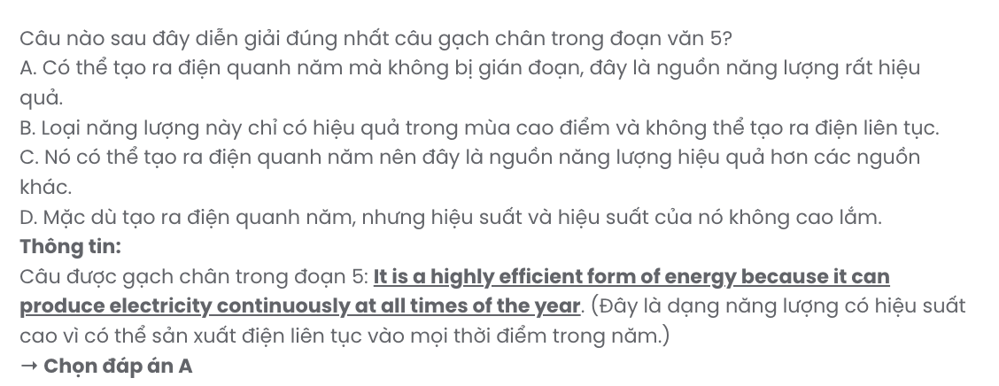 Câu nào sau đây diễn giải đúng nhất câu gạch chân trong đoạn văn 5?
A. Có thể tạo ra điện quanh năm mà không bị gián đoạn, đây là nguồn năng lượng rất hiệu
quả.
B. Loại năng lượng này chỉ có hiệu quả trong mùa cao điểm và không thể tạo ra điện liên tục.
C. Nó có thể tạo ra điện quanh năm nên đây là nguồn năng lượng hiệu quả hơn các nguồn
khác.
D. Mặc dù tạo ra điện quanh năm, nhưng hiệu suất và hiệu suất của nó không cao lắm.
Thông tin:
Câu được gạch chân trong đoạn 5: It is a highly efficient form of energy because it can
produce electricity continuously at all times of the year. (Đây là dạng năng lượng có hiệu suất
cao vì có thể sản xuất điện liên tục vào mọi thời điểm trong năm.)
→ Chọn đáp án A